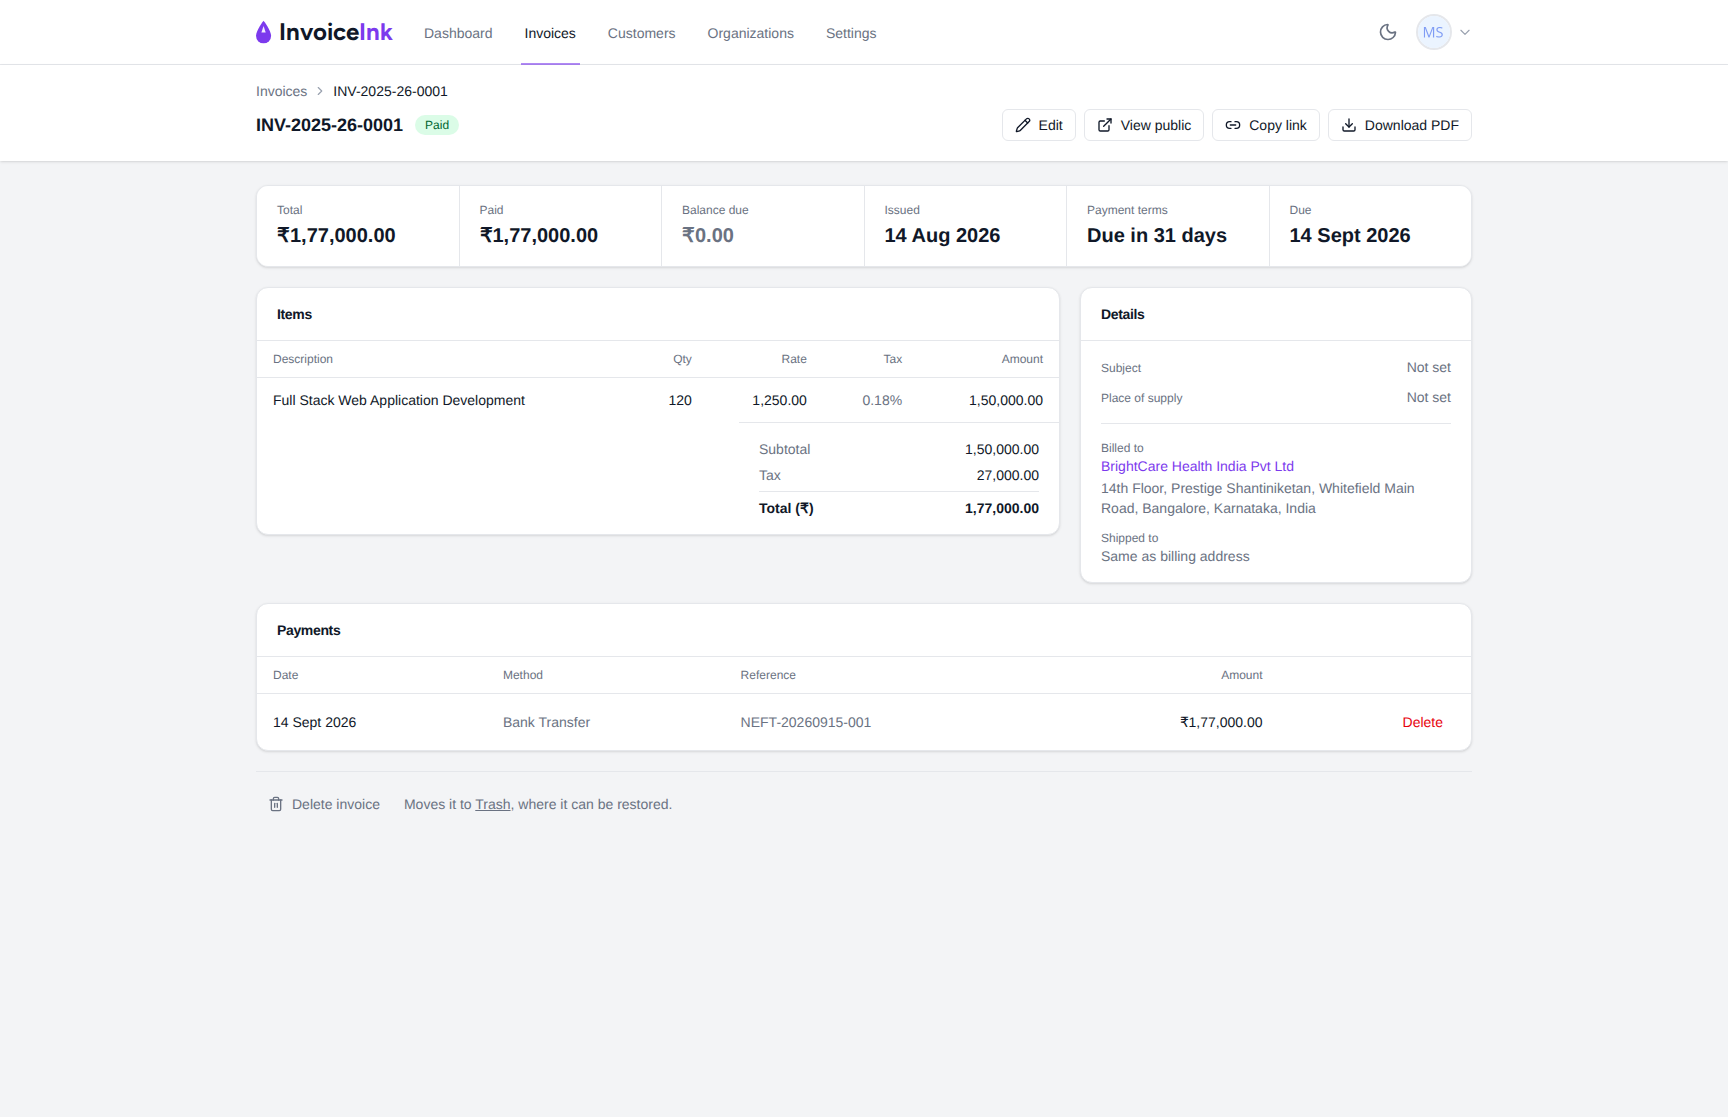 InvoiceInk
Dashboard
Invoices
Customers
Organizations
Settings
MS
Invoices > INV-2025-26-0001
INV-2025-26-0001 Paid
Edit
View public
Copy link
Download PDF
Total
₹1,77,000.00
Paid
₹1,77,000.00
Balance due
₹0.00
Issued
14 Aug 2026
Payment terms
Due in 31 days
Due
14 Sept 2026
Items
Description Qty Rate Tax Amount
Full Stack Web Application Development 120 1,250.00 0.18% 1,50,000.00
Subtotal 1,50,000.00
Tax 27,000.00
Total (₹) 1,77,000.00
Details
Subject Not set
Place of supply Not set
Billed to
BrightCare Health India Pvt Ltd
14th Floor, Prestige Shantiniketan, Whitefield Main
Road, Bangalore, Karnataka, India
Shipped to
Same as billing address
Payments
Date Method Reference Amount
14 Sept 2026 Bank Transfer NEFT-20260915-001 ₹1,77,000.00 Delete
Delete invoice Moves it to Trash, where it can be restored.